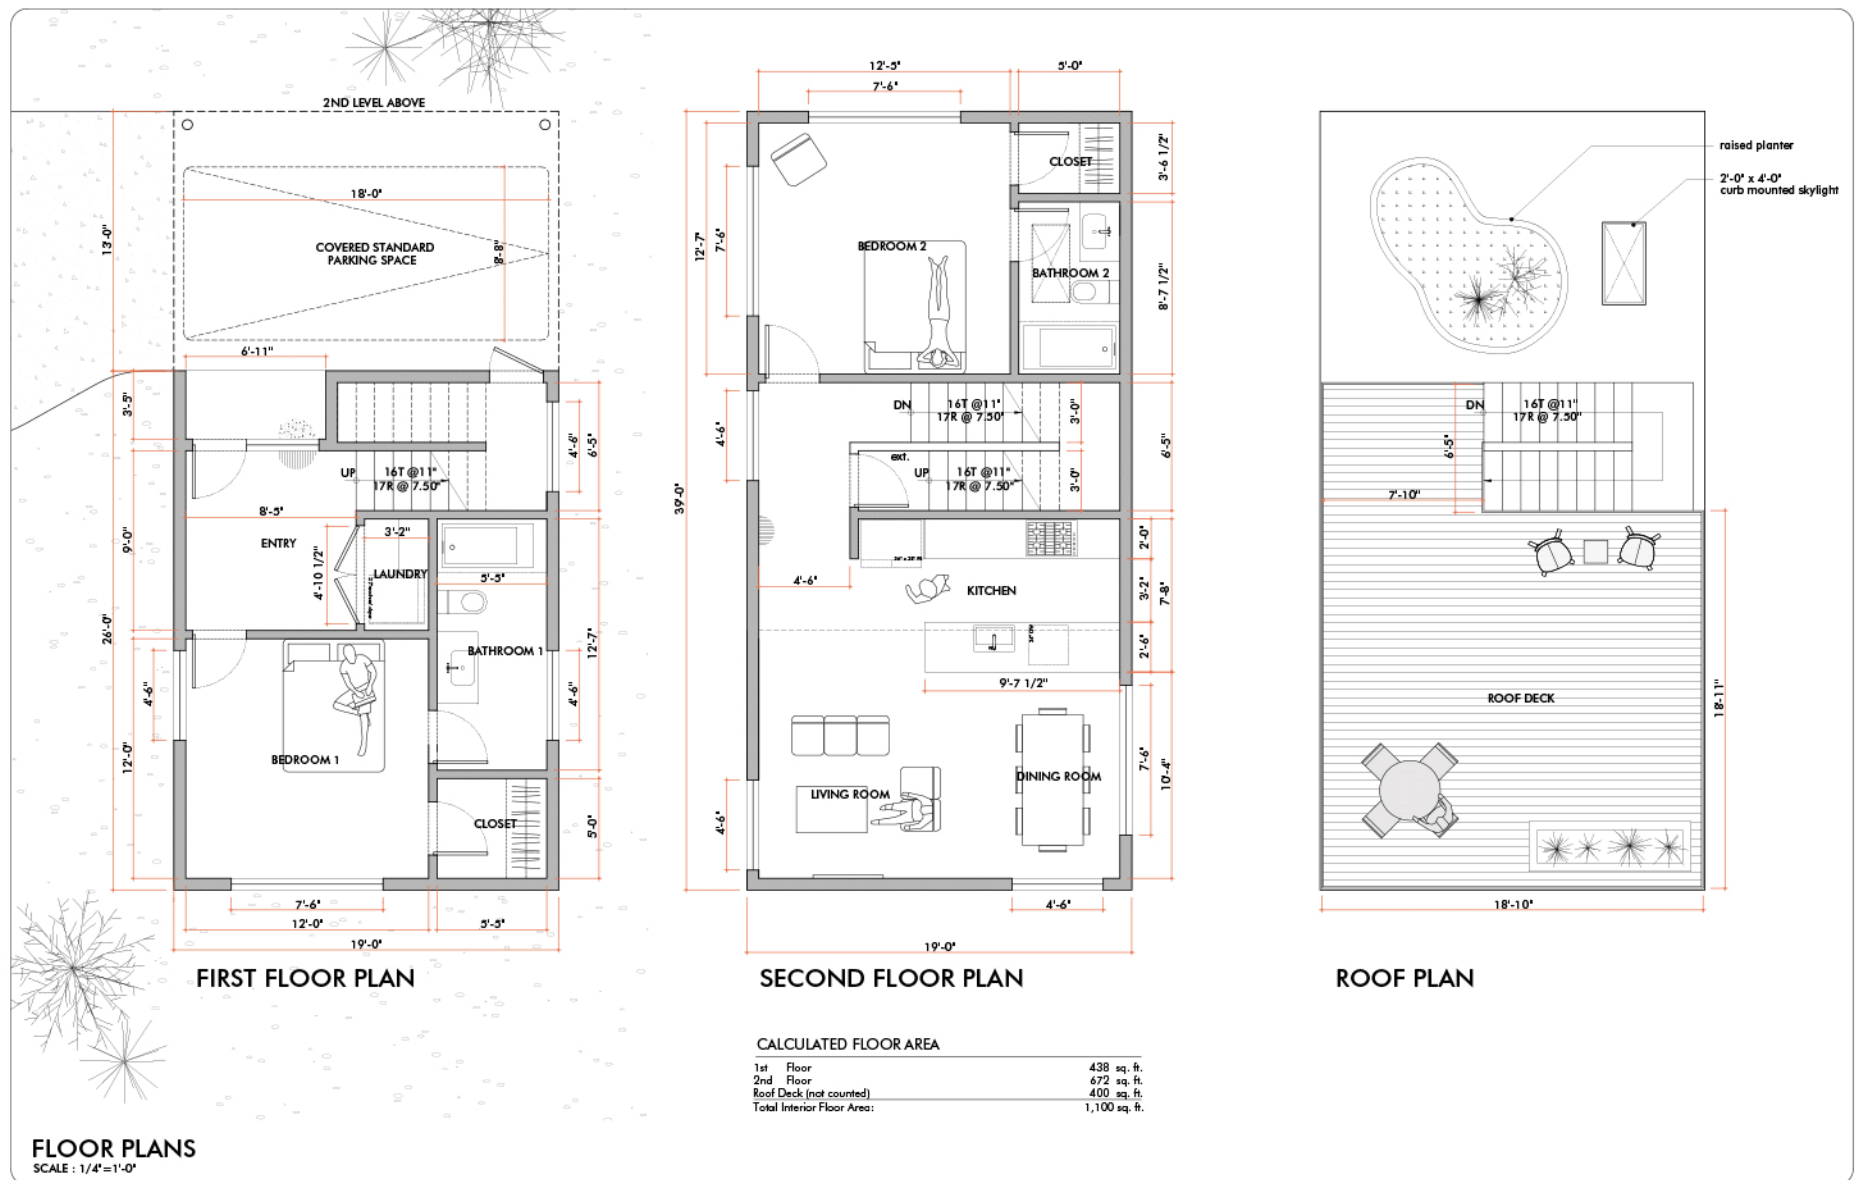 2ND LEVEL ABOVE
18'-0"
COVERED STANDARD
PARKING SPACE
8'-8"
13'-0"
6'-11"
3'-5"
4'-6"
6'-5"
UP
16T @11"
17R @ 7.50"
8'-5"
3'-2"
ENTRY
9'-0"
4'-10 1/2"
LAUNDRY
5'-5"
26'-0"
BATHROOM 1
12'-7"
4'-6"
4'-6"
12'-0"
BEDROOM 1
CLOSET
5'-0"
7'-6"
12'-0"
5'-5"
19'-0"
FIRST FLOOR PLAN
12'-5"
5'-0"
7'-6"
CLOSET
3'-6 1/2"
12'-7"
7'-6"
BEDROOM 2
BATHROOM 2
8'-7 1/2"
DN
16T @11"
17R @ 7.50"
3'-0"
4'-6"
6'-5"
ext.
UP
16T @11"
17R @ 7.50"
3'-0"
39'-0"
2'-0"
4'-6"
KITCHEN
3'-2"
7'-8"
2'-6"
9'-7 1/2"
7'-6"
10'-4"
DINING ROOM
LIVING ROOM
4'-6"
4'-6"
19'-0"
SECOND FLOOR PLAN
raised planter
2'-0" x 4'-0"
curb mounted skylight
DN
16T @11"
17R @ 7.50"
6'-5"
7'-10"
ROOF DECK
18'-11"
18'-10"
ROOF PLAN
CALCULATED FLOOR AREA
1st Floor 438 sq. ft.
2nd Floor 672 sq. ft.
Roof Deck (not counted) 400 sq. ft.
Total Interior Floor Area: 1,100 sq. ft.
FLOOR PLANS
SCALE : 1/4"=1'-0"